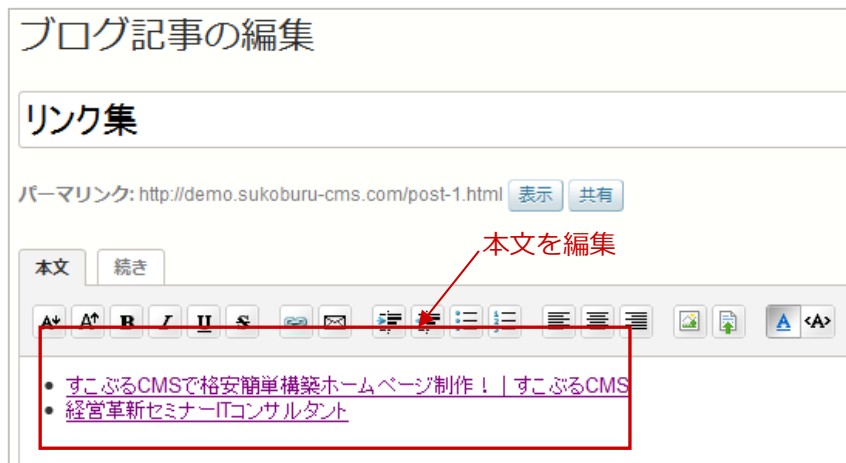 ブログ記事の編集
リンク集
パーマリンク: http://demo.sukoburu-cms.com/post-1.html 表示 共有
本文を編集
本文 続き
A A B I U S A <A>
すこぶるCMSで格安簡単構築ホームページ制作！｜すこぶるCMS
経営革新セミナーITコンサルタント